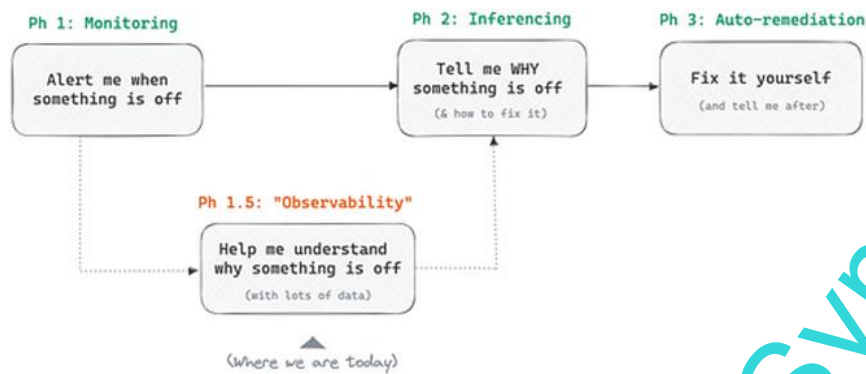 Ph 1: Monitoring
Alert me when
something is off
Ph 2: Inferencing
Tell me WHY
something is off
(& how to fix it)
Ph 3: Auto-remediation
Fix it yourself
(and tell me after)
Ph 1.5: "Observability"
Help me understand
why something is off
(with lots of data)
(Where we are today)